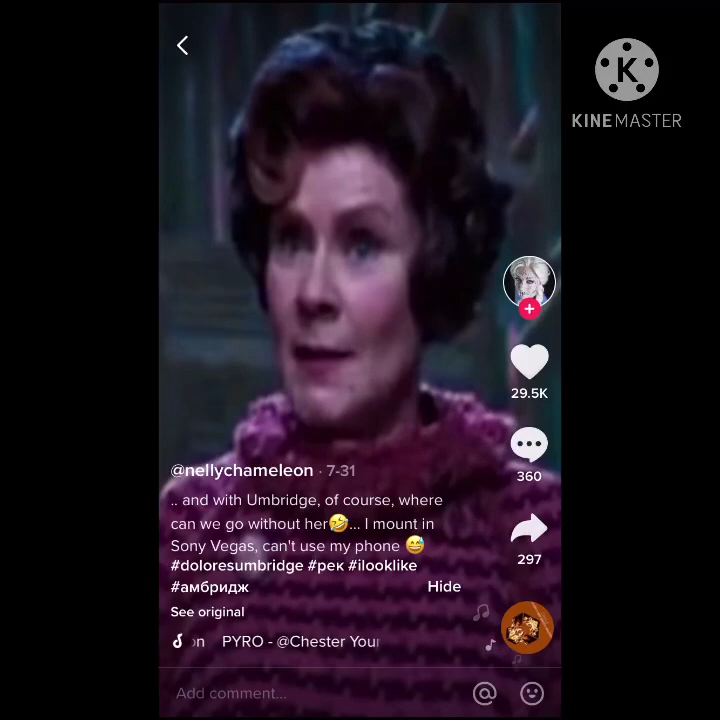 KINEMASTER
29.5K
360
297
@nellychameleon · 7-31
.. and with Umbridge, of course, where
can we go without her🤣... I mount in
Sony Vegas, can't use my phone 😅
#doloresumbridge #рек #ilooklike
#амбридж Hide
See original
on PYRO - @Chester You
Add comment...